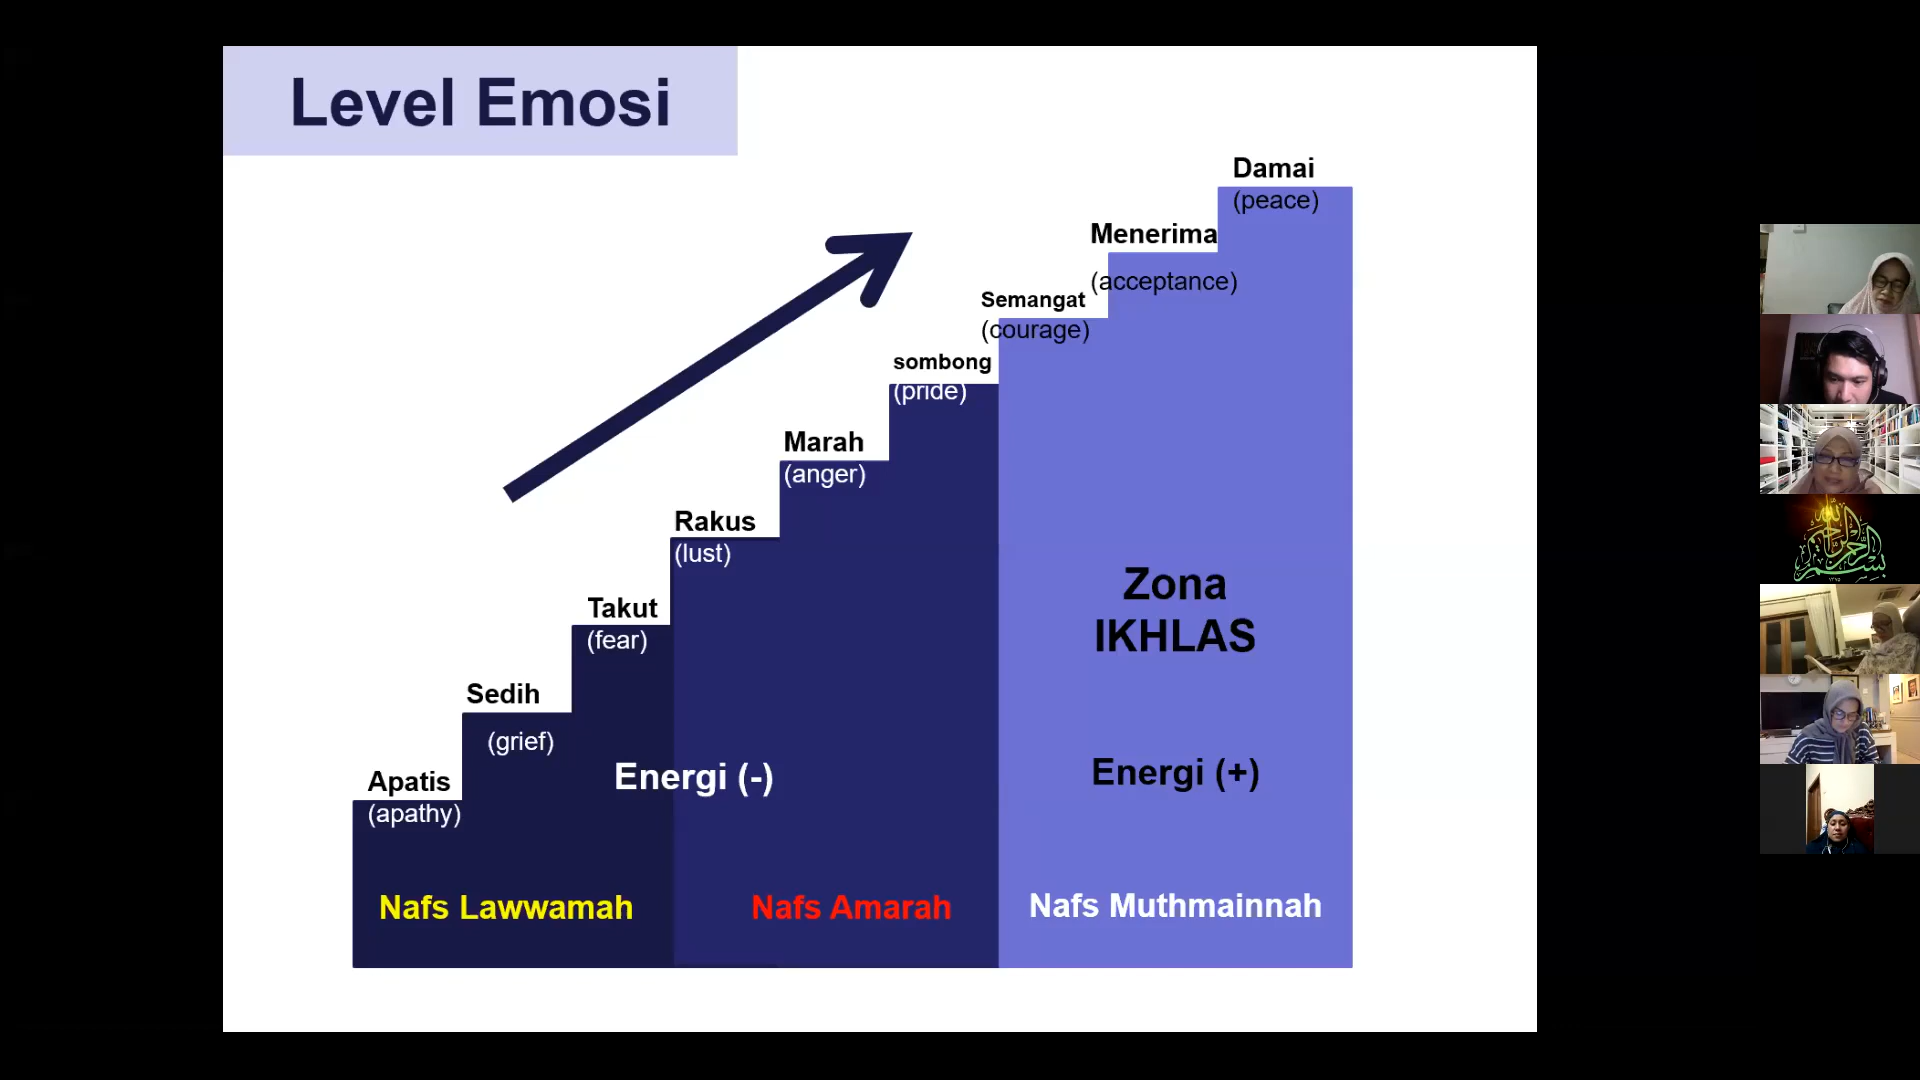 Level Emosi
Damai
(peace)
Menerima
(acceptance)
Semangat
(courage)
sombong
(pride)
Marah
(anger)
Rakus
(lust)
Takut
(fear)
Sedih
(grief)
Apatis
(apathy)
Zona
IKHLAS
Energi (-)
Energi (+)
Nafs Lawwamah
Nafs Amarah
Nafs Muthmainnah